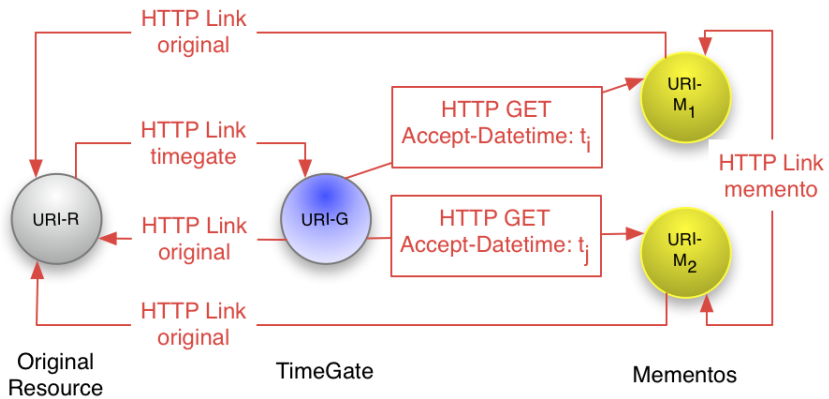 HTTP Link
original
URI-
M1
HTTP GET
Accept-Datetime: ti
HTTP Link
timegate
HTTP Link
memento
URI-R
URI-G
HTTP GET
Accept-Datetime: tj
HTTP Link
original
URI-
M2
HTTP Link
original
Original
Resource
TimeGate
Mementos